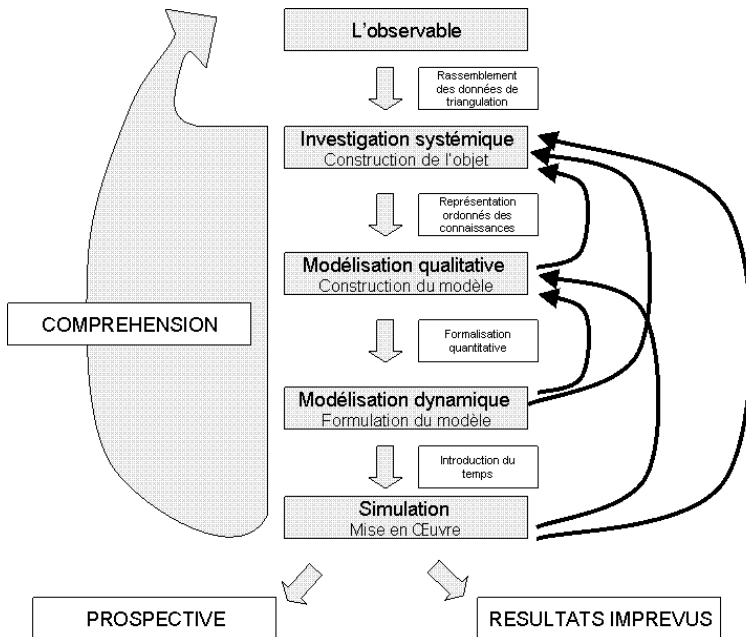 L'observable
Rassemblement
des données de
triangulation
Investigation systémique
Construction de l'objet
Représentation
ordonnés des
connaissances
Modélisation qualitative
Construction du modèle
COMPREHENSION
Formalisation
quantitative
Modélisation dynamique
Formulation du modèle
Introduction du
temps
Simulation
Mise en Œuvre
PROSPECTIVE
RESULTATS IMPREVUS